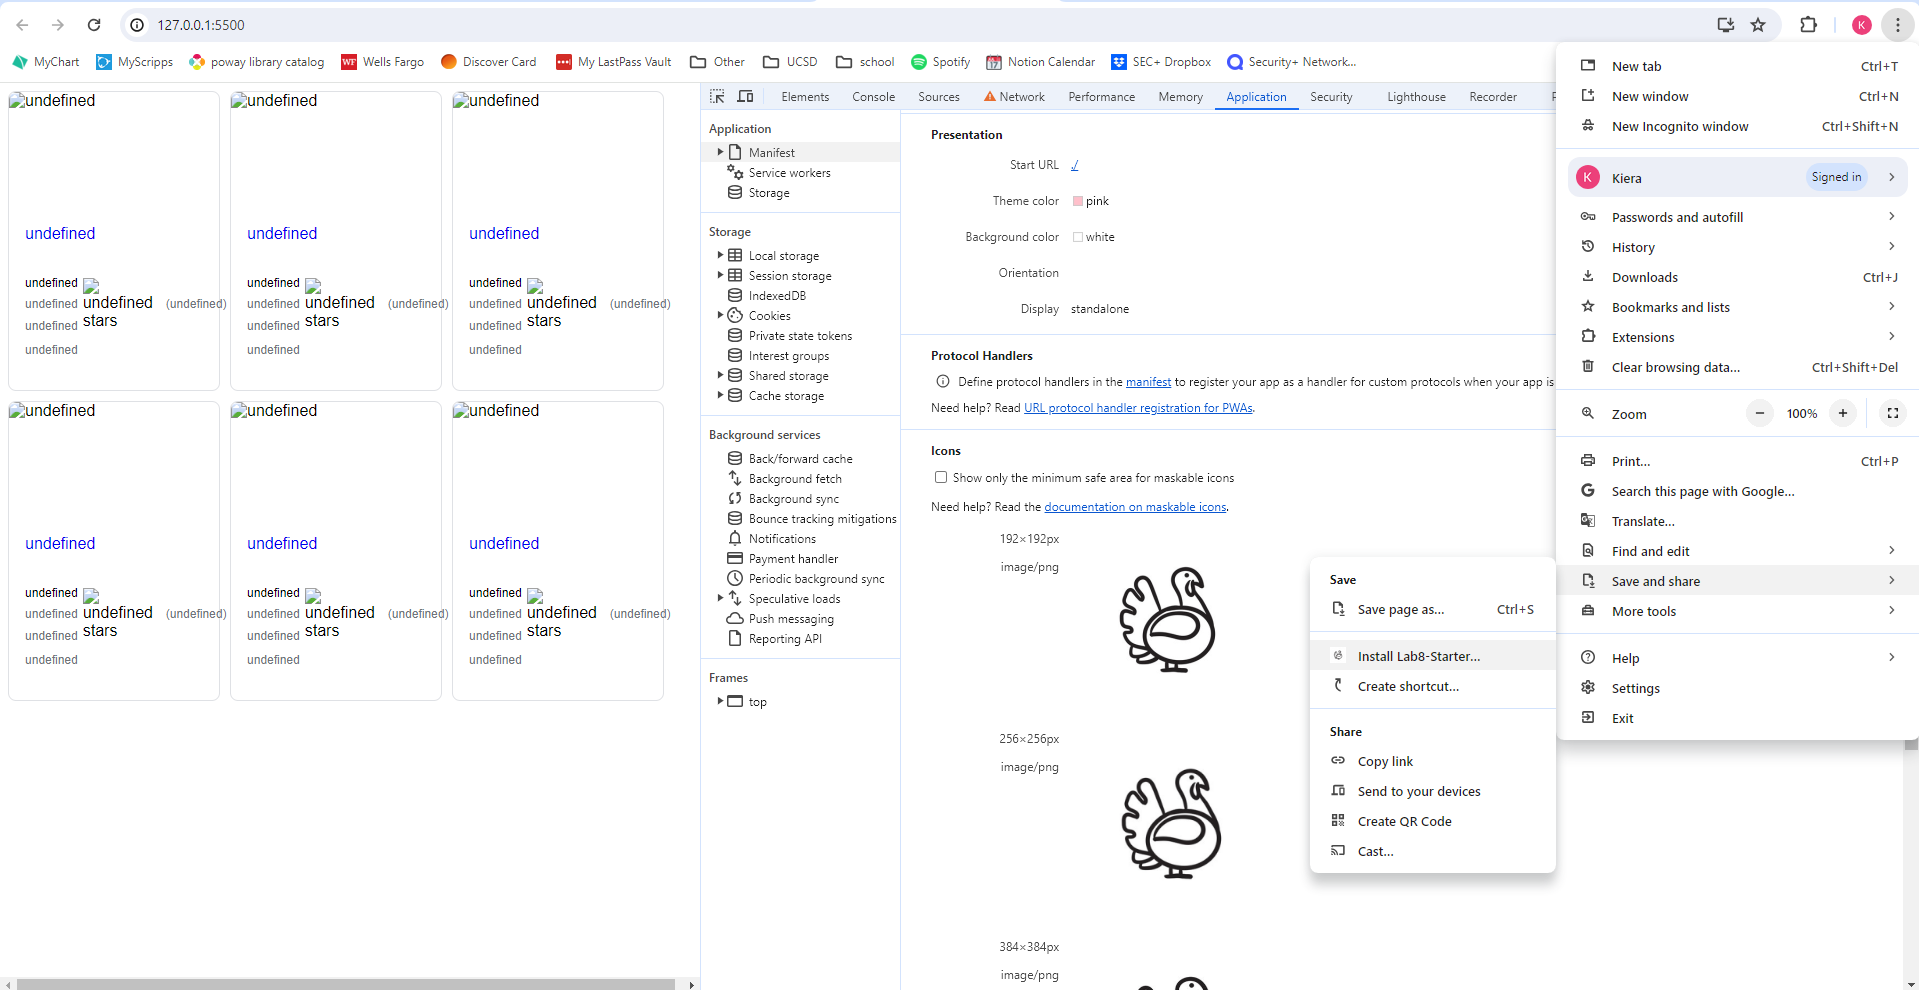 127.0.0.1:5500
K
MyChart
MyScripps
poway library catalog
WF Wells Fargo
Discover Card
My LastPass Vault
Other
UCSD
school
Spotify
Notion Calendar
SEC+ Dropbox
Security+ Network...
undefined undefined undefined
undefined undefined undefined
undefined undefined undefined
undefined undefined (undefined) undefined undefined (undefined) undefined undefined (undefined)
undefined stars undefined stars undefined stars
undefined undefined undefined
undefined undefined undefined
undefined undefined undefined
undefined undefined undefined
undefined undefined (undefined) undefined undefined (undefined) undefined undefined (undefined)
undefined stars undefined stars undefined stars
undefined undefined undefined
Elements Console Sources Network Performance Memory Application Security Lighthouse Recorder
Application
Manifest
Service workers
Storage
Storage
Local storage
Session storage
IndexedDB
Cookies
Private state tokens
Interest groups
Shared storage
Cache storage
Background services
Back/forward cache
Background fetch
Background sync
Bounce tracking mitigations
Notifications
Payment handler
Periodic background sync
Speculative loads
Push messaging
Reporting API
Frames
top
Presentation
Start URL ./
Theme color pink
Background color white
Orientation
Display standalone
Protocol Handlers
Define protocol handlers in the manifest to register your app as a handler for custom protocols when your app is
Need help? Read URL protocol handler registration for PWAs.
Icons
Show only the minimum safe area for maskable icons
Need help? Read the documentation on maskable icons.
192×192px
image/png
256×256px
image/png
384×384px
image/png
Save
Save page as... Ctrl+S
Install Lab8-Starter...
Create shortcut...
Share
Copy link
Send to your devices
Create QR Code
Cast...
New tab Ctrl+T
New window Ctrl+N
New Incognito window Ctrl+Shift+N
K Kiera Signed in
Passwords and autofill
History
Downloads Ctrl+J
Bookmarks and lists
Extensions
Clear browsing data... Ctrl+Shift+Del
Zoom − 100% +
Print... Ctrl+P
Search this page with Google...
Translate...
Find and edit
Save and share
More tools
Help
Settings
Exit